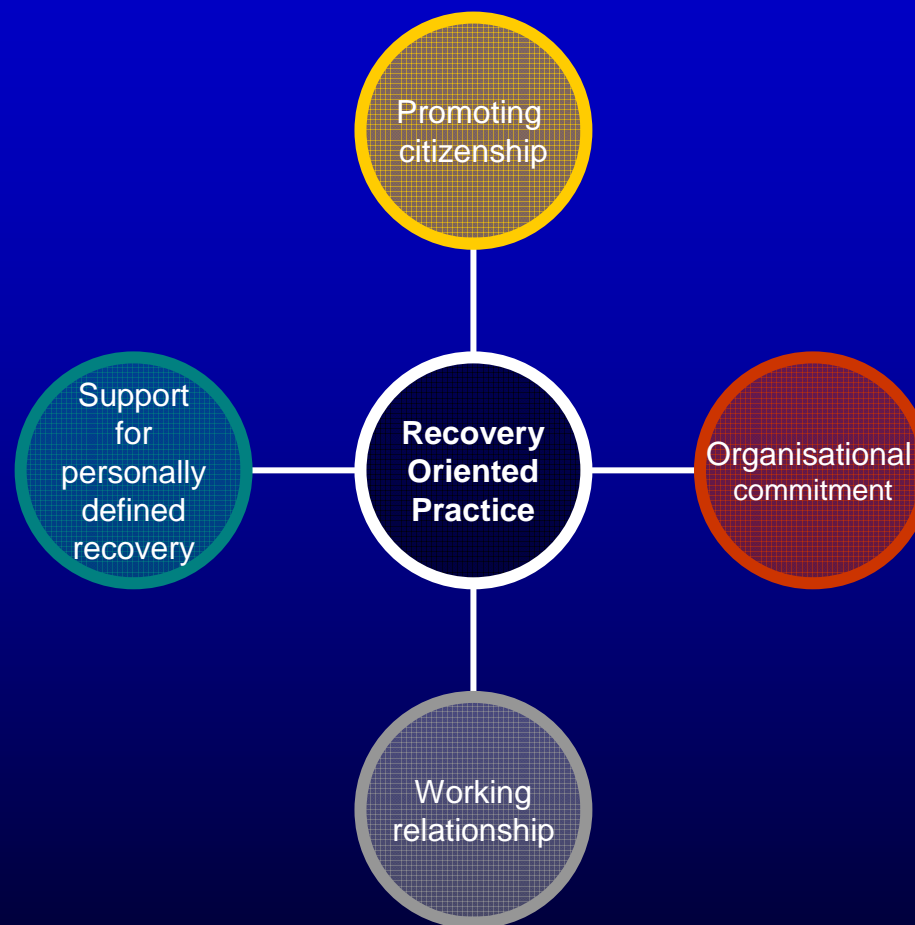 Promoting
citizenship
Support
for
personally
defined
recovery
Recovery
Oriented
Practice
Organisational
commitment
Working
relationship